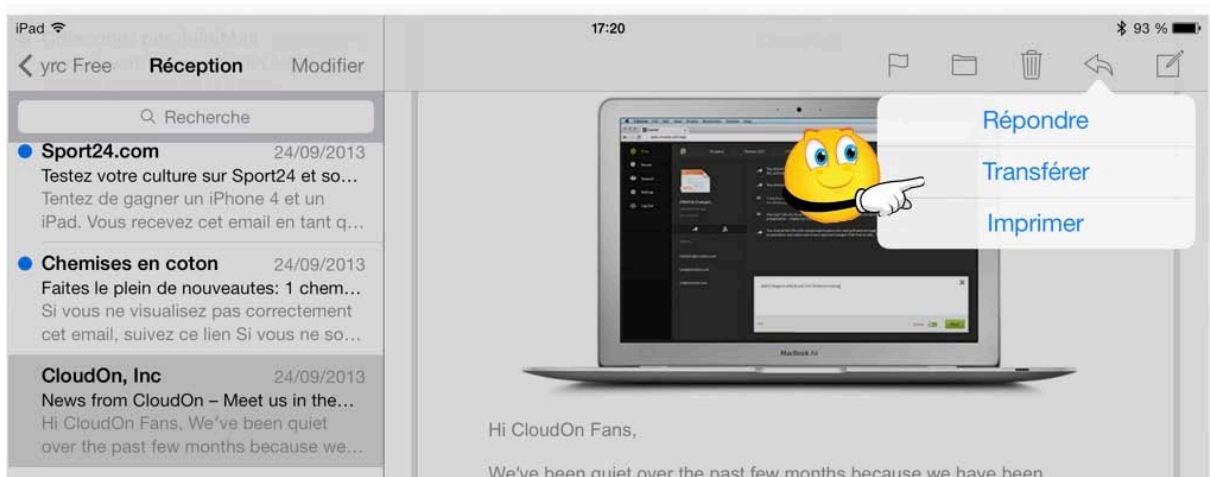 iPad
17:20
93 %
yrc Free
Réception
Modifier
Recherche
Sport24.com 24/09/2013
Testez votre culture sur Sport24 et so...
Tentez de gagner un iPhone 4 et un
iPad. Vous recevez cet email en tant q...
Chemises en coton 24/09/2013
Faites le plein de nouveautes: 1 chem...
Si vous ne visualisez pas correctement
cet email, suivez ce lien Si vous ne so...
CloudOn, Inc 24/09/2013
News from CloudOn – Meet us in the...
Hi CloudOn Fans, We've been quiet
over the past few months because we...
Répondre
Transférer
Imprimer
MacBook Air
Hi CloudOn Fans,
We've been quiet over the past few months because we have been